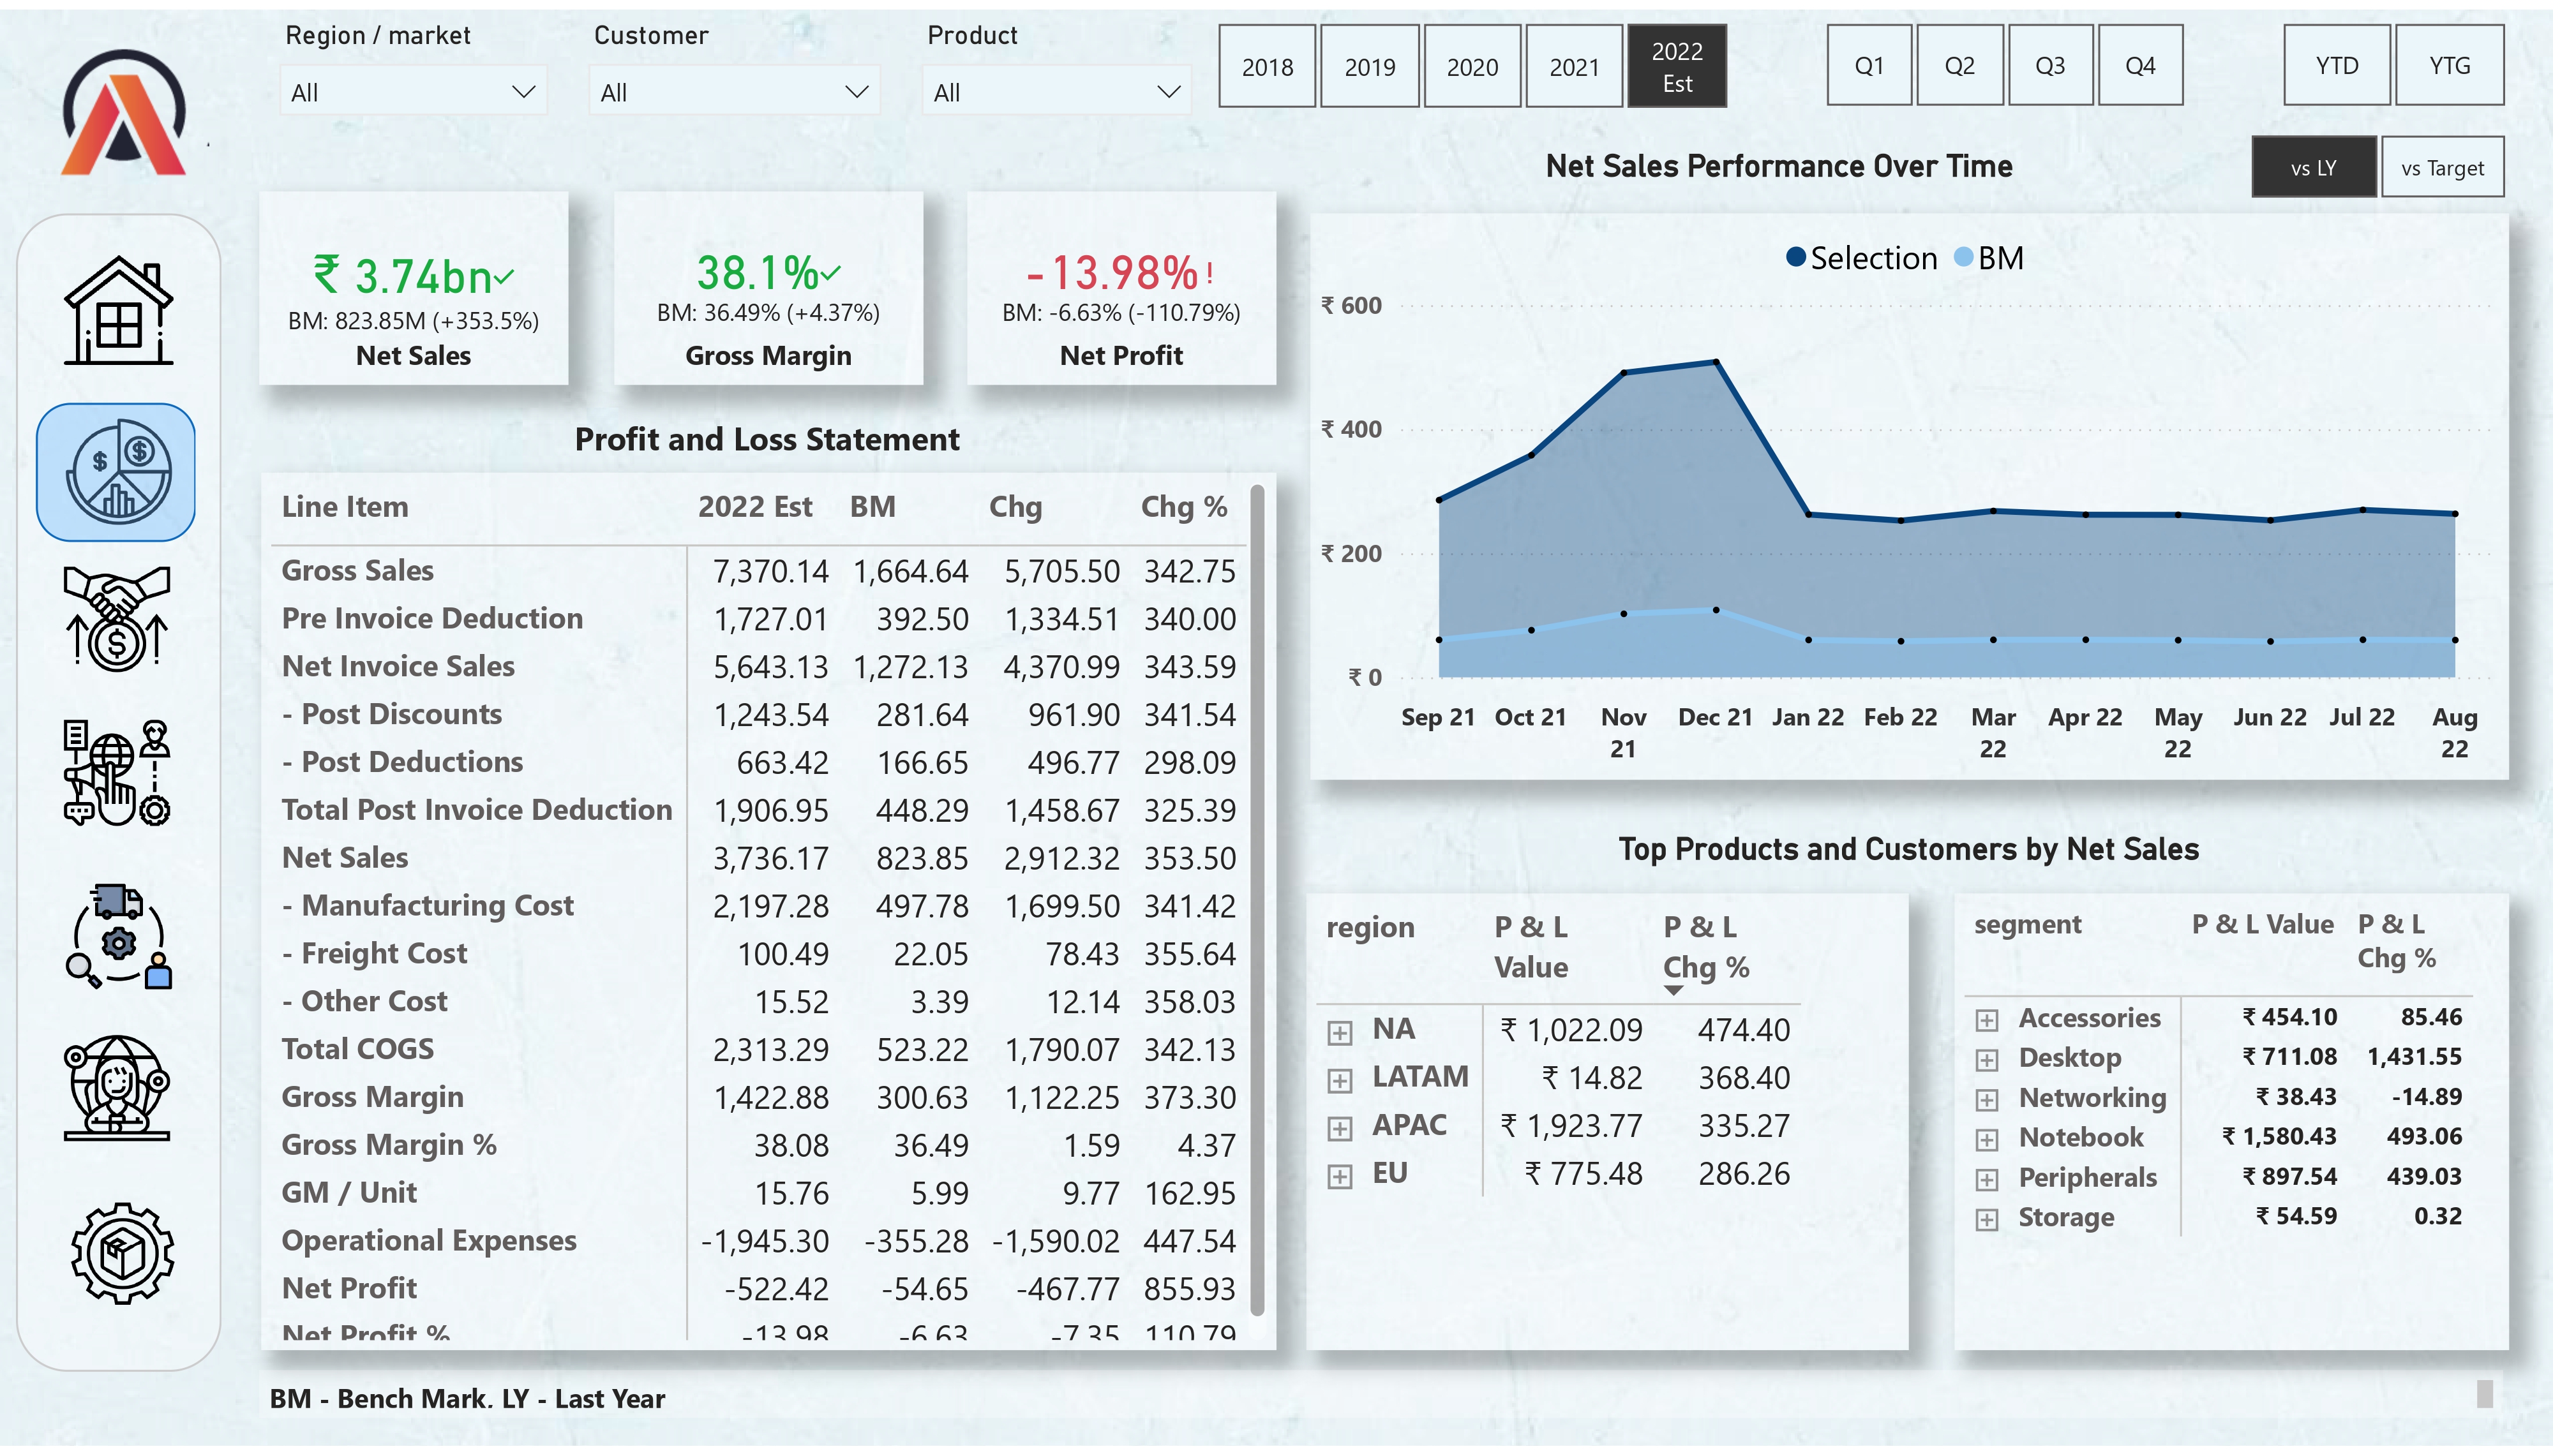 Region / market
Customer
Product
All
All
All
2018
2019
2020
2021
2022
Est
Q1
Q2
Q3
Q4
YTD
YTG
Net Sales Performance Over Time
vs LY
vs Target
₹ 3.74bn✓
BM: 823.85M (+353.5%)
Net Sales
38.1%✓
BM: 36.49% (+4.37%)
Gross Margin
-13.98%!
BM: -6.63% (-110.79%)
Net Profit
Selection BM
₹ 600
₹ 400
₹ 200
₹ 0
Sep 21 Oct 21 Nov 21 Dec 21 Jan 22 Feb 22 Mar 22 Apr 22 May 22 Jun 22 Jul 22 Aug 22
Profit and Loss Statement
Line Item 2022 Est BM Chg Chg %
Gross Sales 7,370.14 1,664.64 5,705.50 342.75
Pre Invoice Deduction 1,727.01 392.50 1,334.51 340.00
Net Invoice Sales 5,643.13 1,272.13 4,370.99 343.59
- Post Discounts 1,243.54 281.64 961.90 341.54
- Post Deductions 663.42 166.65 496.77 298.09
Total Post Invoice Deduction 1,906.95 448.29 1,458.67 325.39
Net Sales 3,736.17 823.85 2,912.32 353.50
- Manufacturing Cost 2,197.28 497.78 1,699.50 341.42
- Freight Cost 100.49 22.05 78.43 355.64
- Other Cost 15.52 3.39 12.14 358.03
Total COGS 2,313.29 523.22 1,790.07 342.13
Gross Margin 1,422.88 300.63 1,122.25 373.30
Gross Margin % 38.08 36.49 1.59 4.37
GM / Unit 15.76 5.99 9.77 162.95
Operational Expenses -1,945.30 -355.28 -1,590.02 447.54
Net Profit -522.42 -54.65 -467.77 855.93
Net Profit % -13.98 -6.63 -7.35 110.79
Top Products and Customers by Net Sales
region P & L Value P & L Chg %
NA ₹ 1,022.09 474.40
LATAM ₹ 14.82 368.40
APAC ₹ 1,923.77 335.27
EU ₹ 775.48 286.26
segment P & L Value P & L Chg %
Accessories ₹ 454.10 85.46
Desktop ₹ 711.08 1,431.55
Networking ₹ 38.43 -14.89
Notebook ₹ 1,580.43 493.06
Peripherals ₹ 897.54 439.03
Storage ₹ 54.59 0.32
BM - Bench Mark. LY - Last Year